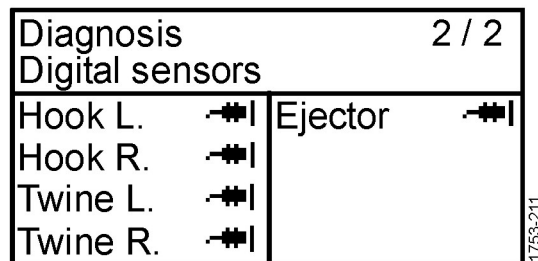 Diagnosis 2 / 2
Digital sensors
Hook L.
Hook R.
Twine L.
Twine R.
Ejector
1753-211